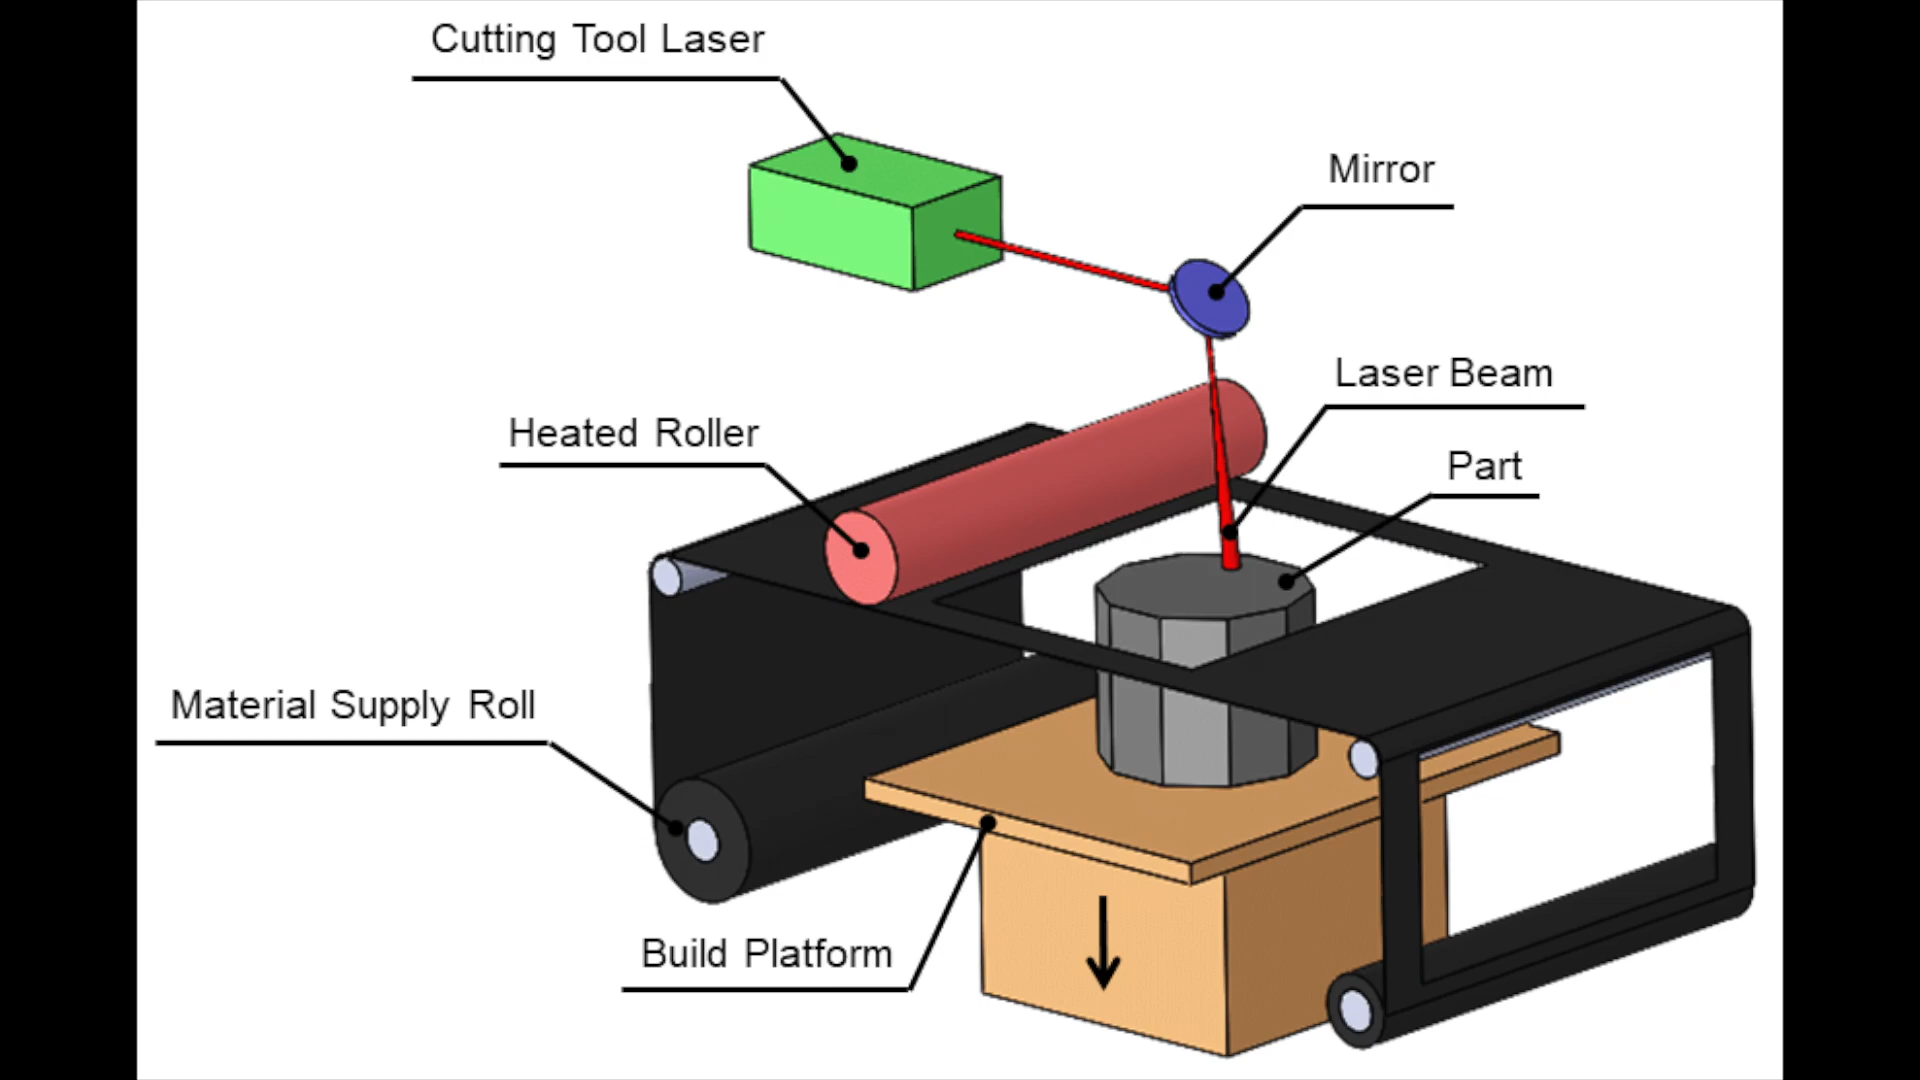 Cutting Tool Laser
Mirror
Laser Beam
Heated Roller
Part
Material Supply Roll
Build Platform